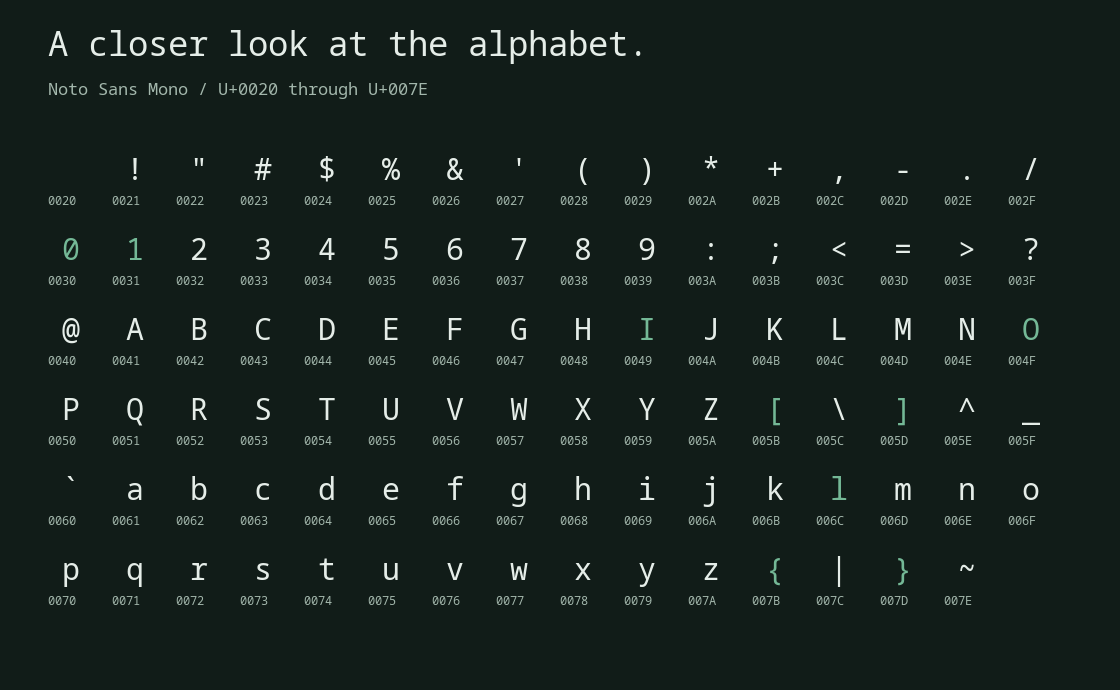 A closer look at the alphabet.
Noto Sans Mono / U+0020 through U+007E
! " # $ % & ' ( ) * + , - . /
0020 0021 0022 0023 0024 0025 0026 0027 0028 0029 002A 002B 002C 002D 002E 002F
0 1 2 3 4 5 6 7 8 9 : ; < = > ?
0030 0031 0032 0033 0034 0035 0036 0037 0038 0039 003A 003B 003C 003D 003E 003F
@ A B C D E F G H I J K L M N O
0040 0041 0042 0043 0044 0045 0046 0047 0048 0049 004A 004B 004C 004D 004E 004F
P Q R S T U V W X Y Z [ \ ] ^ _
0050 0051 0052 0053 0054 0055 0056 0057 0058 0059 005A 005B 005C 005D 005E 005F
` a b c d e f g h i j k l m n o
0060 0061 0062 0063 0064 0065 0066 0067 0068 0069 006A 006B 006C 006D 006E 006F
p q r s t u v w x y z { | } ~
0070 0071 0072 0073 0074 0075 0076 0077 0078 0079 007A 007B 007C 007D 007E